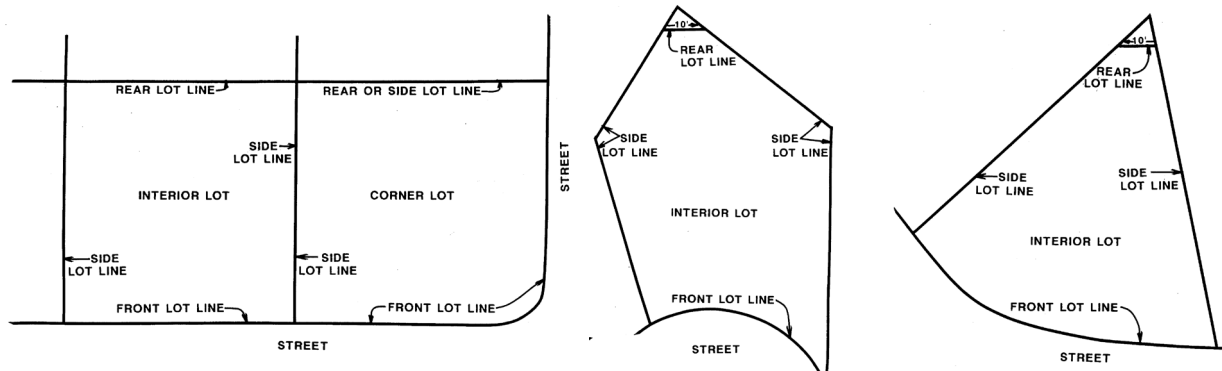 REAR LOT LINE
REAR OR SIDE LOT LINE
SIDE
LOT LINE
INTERIOR LOT
CORNER LOT
STREET
SIDE
LOT LINE
SIDE
LOT LINE
FRONT LOT LINE
FRONT LOT LINE
STREET
10'
REAR
LOT LINE
SIDE
LOT LINE
SIDE
LOT LINE
INTERIOR LOT
FRONT LOT LINE
STREET
10'
REAR
LOT LINE
SIDE
LOT LINE
SIDE
LOT LINE
INTERIOR LOT
FRONT LOT LINE
STREET